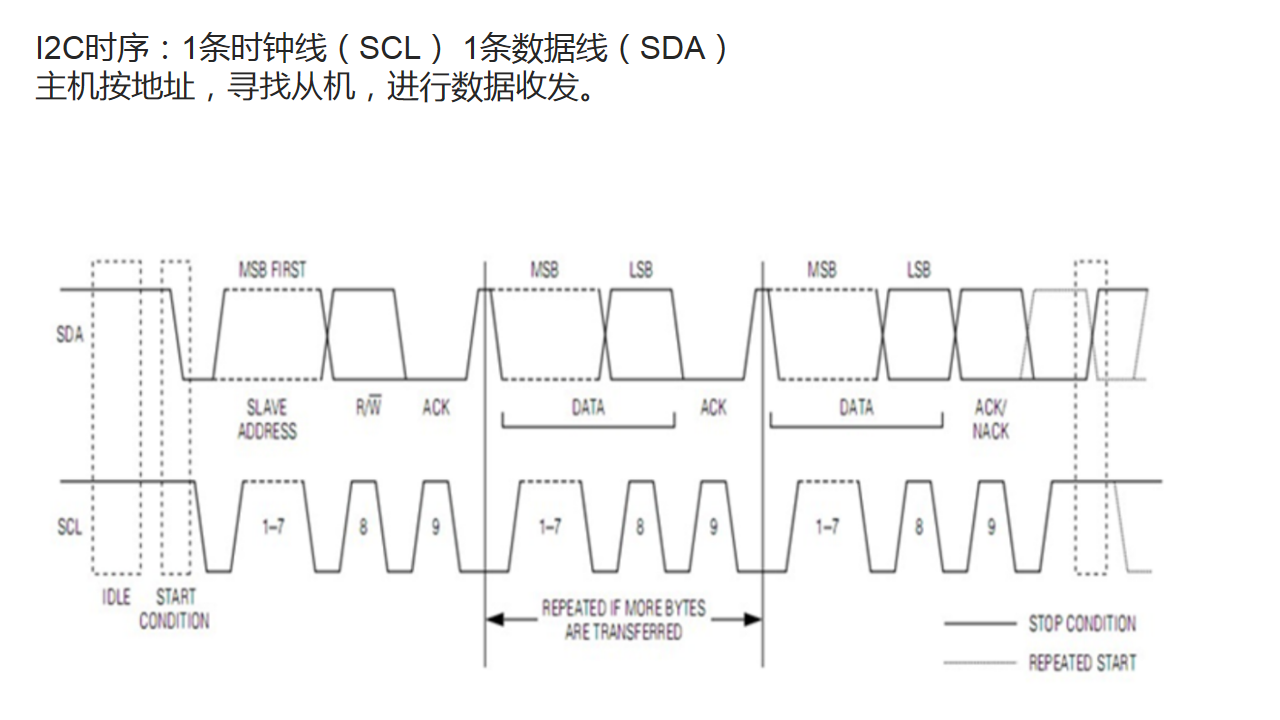 I2C时序：1条时钟线（SCL） 1条数据线（SDA）
主机按地址，寻找从机，进行数据收发。
MSB FIRST
MSB
LSB
MSB
LSB
SDA
SLAVE
ADDRESS
R/W̅
ACK
DATA
ACK
DATA
ACK/
NACK
SCL
1–7
8
9
1–7
8
9
1–7
8
9
IDLE
START
CONDITION
REPEATED IF MORE BYTES
ARE TRANSFERRED
STOP CONDITION
REPEATED START